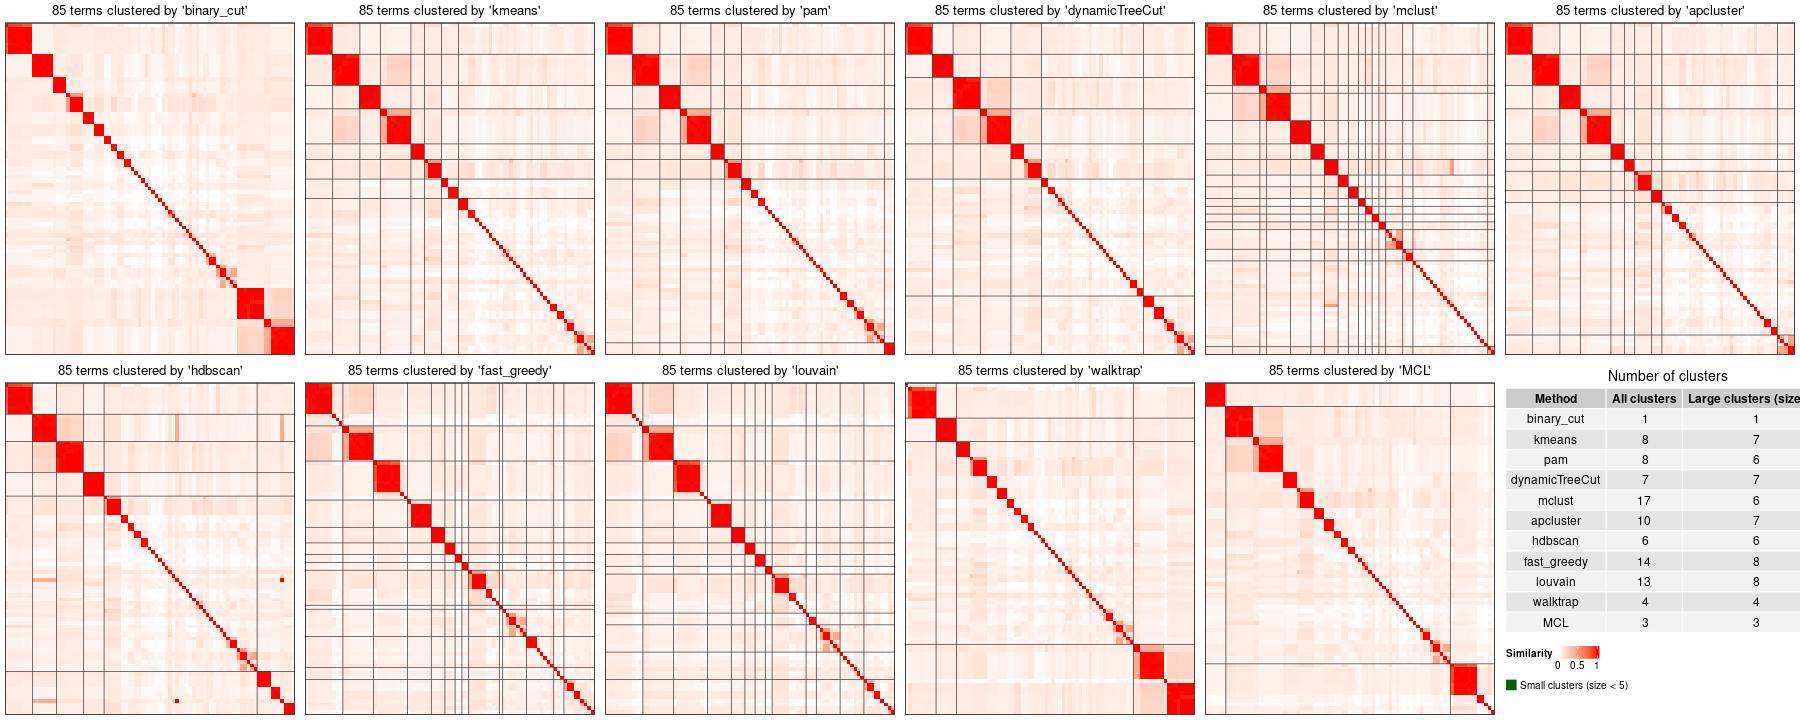 85 terms clustered by 'binary_cut'
85 terms clustered by 'kmeans'
85 terms clustered by 'pam'
85 terms clustered by 'dynamicTreeCut'
85 terms clustered by 'mclust'
85 terms clustered by 'apcluster'
85 terms clustered by 'hdbscan'
85 terms clustered by 'fast_greedy'
85 terms clustered by 'louvain'
85 terms clustered by 'walktrap'
85 terms clustered by 'MCL'
Number of clusters
Method All clusters Large clusters (size
binary_cut 1 1
kmeans 8 7
pam 8 6
dynamicTreeCut 7 7
mclust 17 6
apcluster 10 7
hdbscan 6 6
fast_greedy 14 8
louvain 13 8
walktrap 4 4
MCL 3 3
Similarity
0 0.5 1
Small clusters (size < 5)